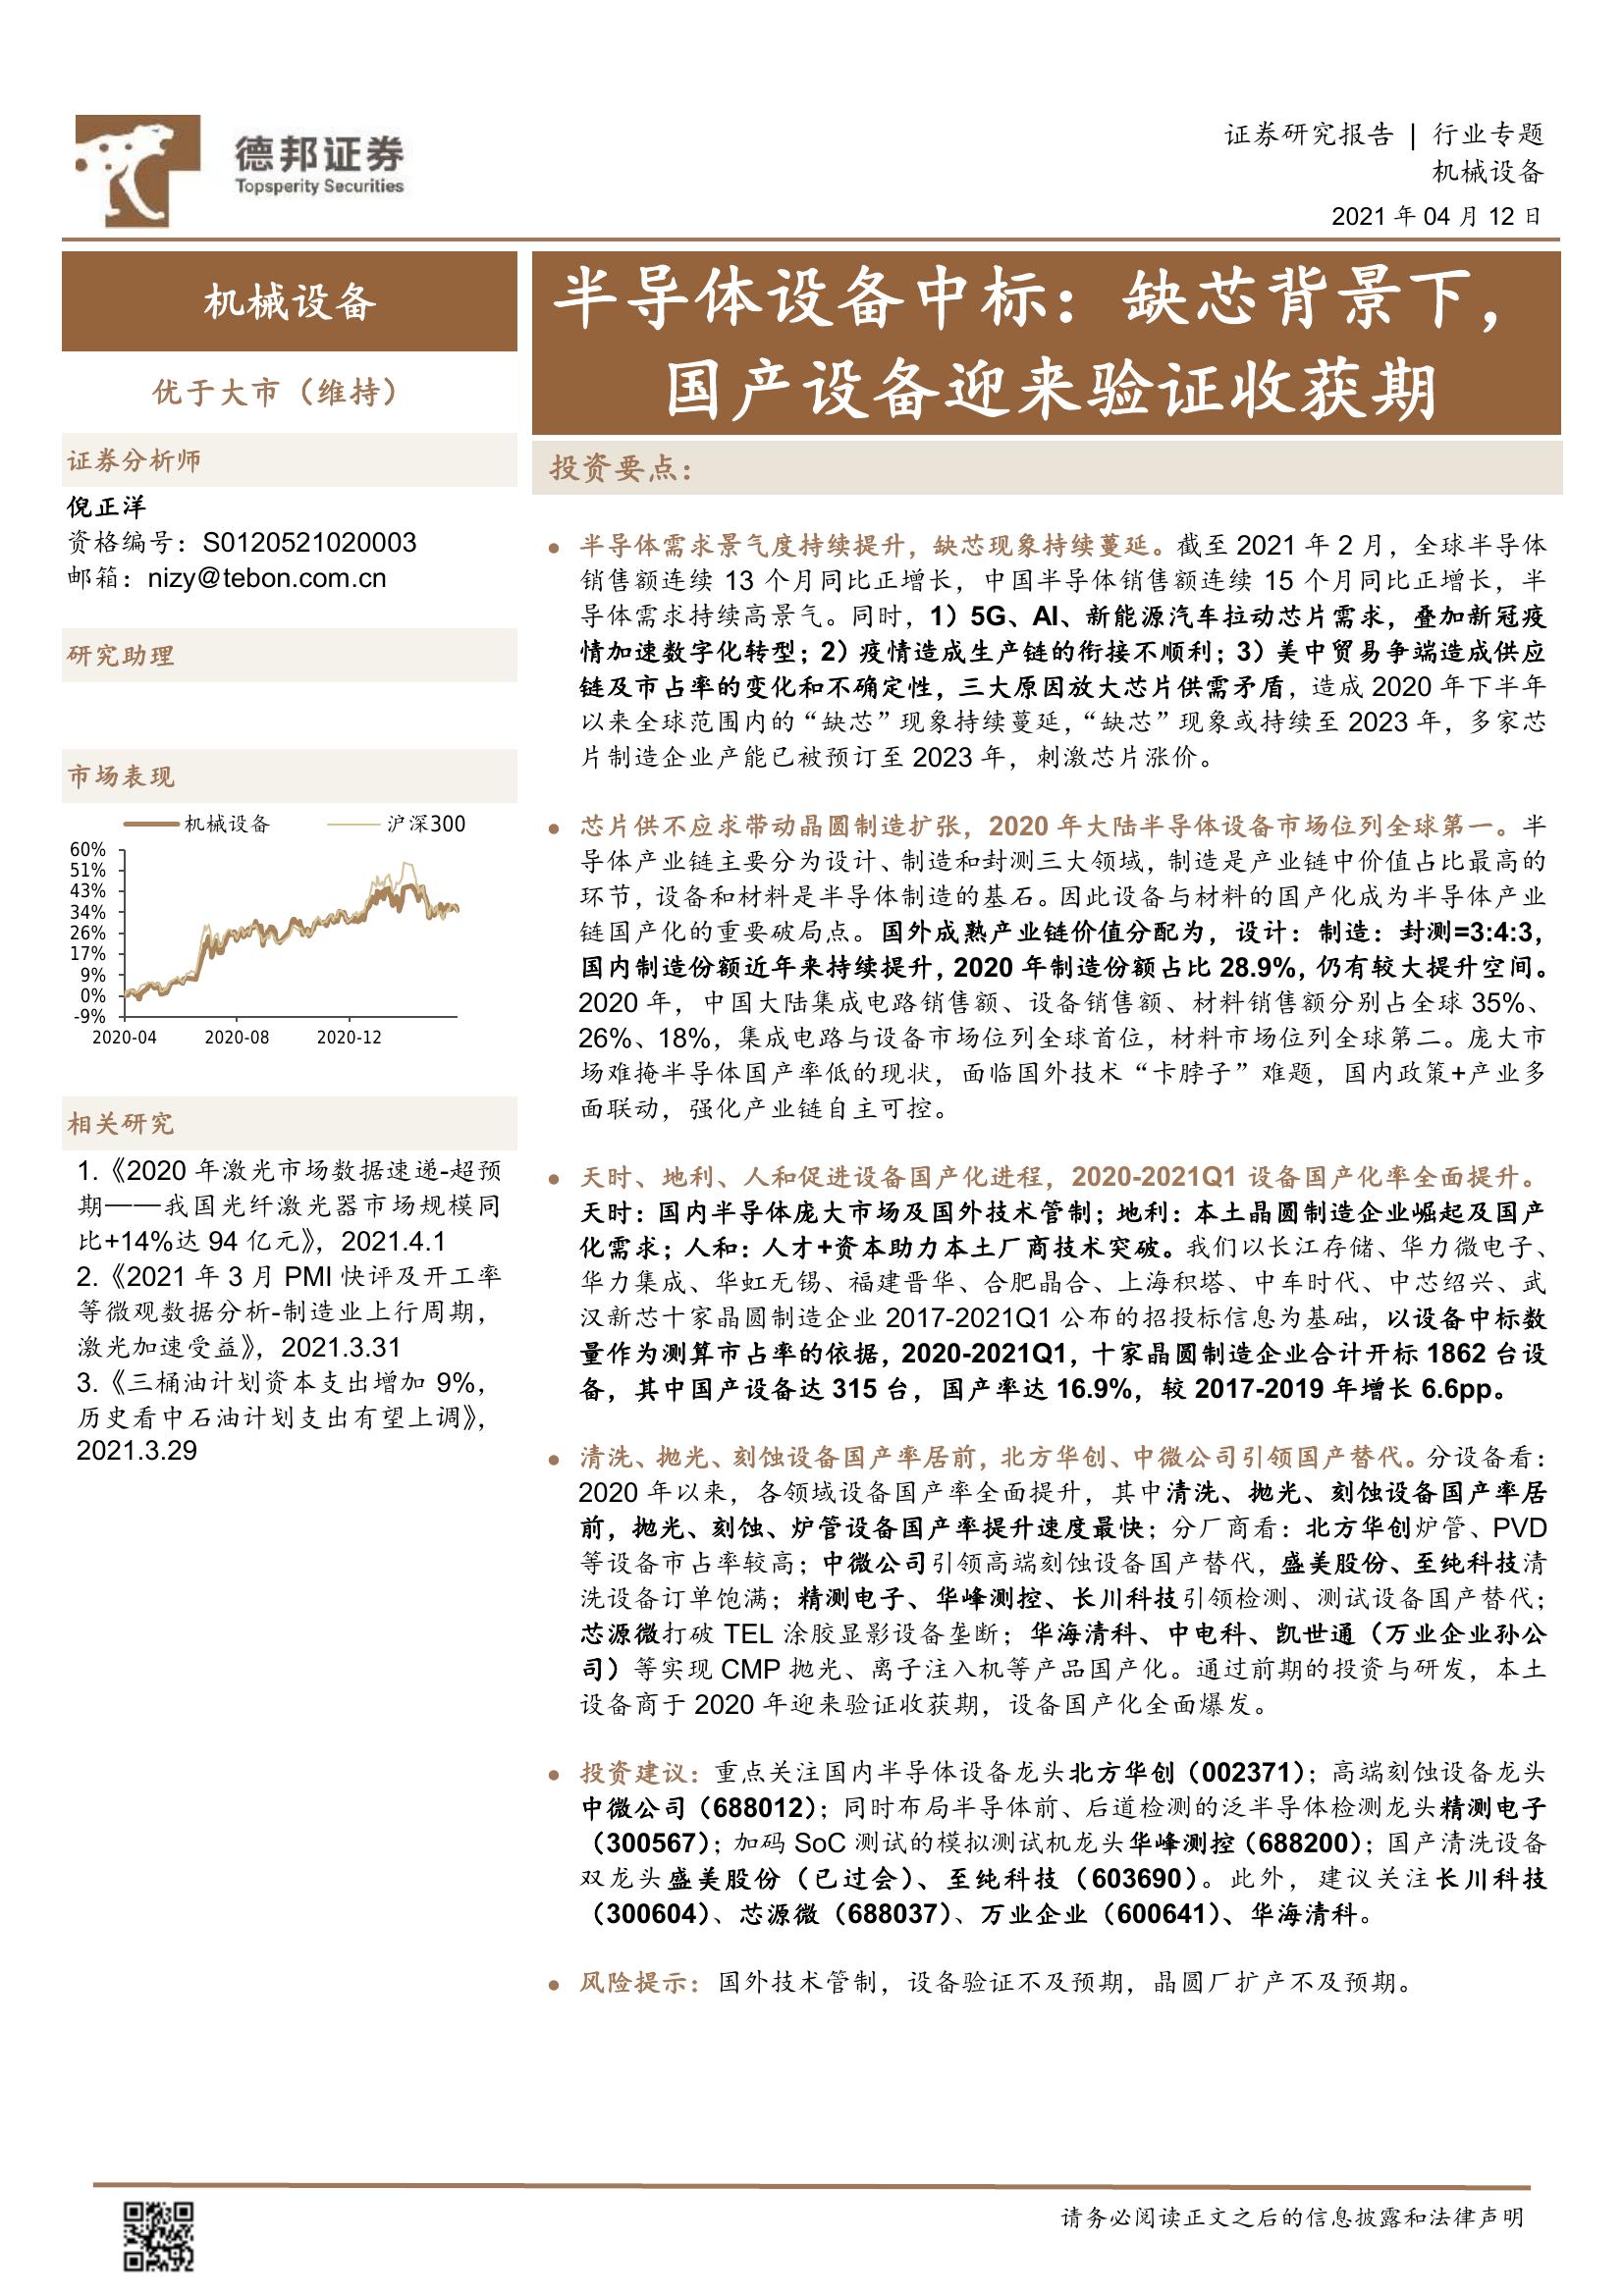 德邦证券
Topsperity Securities
证券研究报告 | 行业专题
机械设备
2021 年 04 月 12 日
机械设备
优于大市（维持）
证券分析师
倪正洋
资格编号：S0120521020003
邮箱：nizy@tebon.com.cn
研究助理
市场表现
机械设备 沪深300
60%
51%
43%
34%
26%
17%
9%
0%
-9%
2020-04 2020-08 2020-12
相关研究
1.《2020 年激光市场数据速递-超预
期——我国光纤激光器市场规模同
比+14%达 94 亿元》，2021.4.1
2.《2021 年 3 月 PMI 快评及开工率
等微观数据分析-制造业上行周期，
激光加速受益》，2021.3.31
3.《三桶油计划资本支出增加 9%，
历史看中石油计划支出有望上调》，
2021.3.29
半导体设备中标：缺芯背景下，
国产设备迎来验证收获期
投资要点：
● 半导体需求景气度持续提升，缺芯现象持续蔓延。截至 2021 年 2 月，全球半导体
销售额连续 13 个月同比正增长，中国半导体销售额连续 15 个月同比正增长，半
导体需求持续高景气。同时，1）5G、AI、新能源汽车拉动芯片需求，叠加新冠疫
情加速数字化转型；2）疫情造成生产链的衔接不顺利；3）美中贸易争端造成供应
链及市占率的变化和不确定性，三大原因放大芯片供需矛盾，造成 2020 年下半年
以来全球范围内的“缺芯”现象持续蔓延，“缺芯”现象或持续至 2023 年，多家芯
片制造企业产能已被预订至 2023 年，刺激芯片涨价。
● 芯片供不应求带动晶圆制造扩张，2020 年大陆半导体设备市场位列全球第一。半
导体产业链主要分为设计、制造和封测三大领域，制造是产业链中价值占比最高的
环节，设备和材料是半导体制造的基石。因此设备与材料的国产化成为半导体产业
链国产化的重要破局点。国外成熟产业链价值分配为，设计：制造：封测=3:4:3，
国内制造份额近年来持续提升，2020 年制造份额占比 28.9%，仍有较大提升空间。
2020 年，中国大陆集成电路销售额、设备销售额、材料销售额分别占全球 35%、
26%、18%，集成电路与设备市场位列全球首位，材料市场位列全球第二。庞大市
场难掩半导体国产率低的现状，面临国外技术“卡脖子”难题，国内政策+产业多
面联动，强化产业链自主可控。
● 天时、地利、人和促进设备国产化进程，2020-2021Q1 设备国产化率全面提升。
天时：国内半导体庞大市场及国外技术管制；地利：本土晶圆制造企业崛起及国产
化需求；人和：人才+资本助力本土厂商技术突破。我们以长江存储、华力微电子、
华力集成、华虹无锡、福建晋华、合肥晶合、上海积塔、中车时代、中芯绍兴、武
汉新芯十家晶圆制造企业 2017-2021Q1 公布的招投标信息为基础，以设备中标数
量作为测算市占率的依据，2020-2021Q1，十家晶圆制造企业合计开标 1862 台设
备，其中国产设备达 315 台，国产率达 16.9%，较 2017-2019 年增长 6.6pp。
● 清洗、抛光、刻蚀设备国产率居前，北方华创、中微公司引领国产替代。分设备看：
2020 年以来，各领域设备国产率全面提升，其中清洗、抛光、刻蚀设备国产率居
前，抛光、刻蚀、炉管设备国产率提升速度最快；分厂商看：北方华创炉管、PVD
等设备市占率较高；中微公司引领高端刻蚀设备国产替代，盛美股份、至纯科技清
洗设备订单饱满；精测电子、华峰测控、长川科技引领检测、测试设备国产替代；
芯源微打破 TEL 涂胶显影设备垄断；华海清科、中电科、凯世通（万业企业孙公
司）等实现 CMP 抛光、离子注入机等产品国产化。通过前期的投资与研发，本土
设备商于 2020 年迎来验证收获期，设备国产化全面爆发。
● 投资建议：重点关注国内半导体设备龙头北方华创（002371）；高端刻蚀设备龙头
中微公司（688012）；同时布局半导体前、后道检测的泛半导体检测龙头精测电子
（300567）；加码 SoC 测试的模拟测试机龙头华峰测控（688200）；国产清洗设备
双龙头盛美股份（已过会）、至纯科技（603690）。此外，建议关注长川科技
（300604）、芯源微（688037）、万业企业（600641）、华海清科。
● 风险提示：国外技术管制，设备验证不及预期，晶圆厂扩产不及预期。
请务必阅读正文之后的信息披露和法律声明